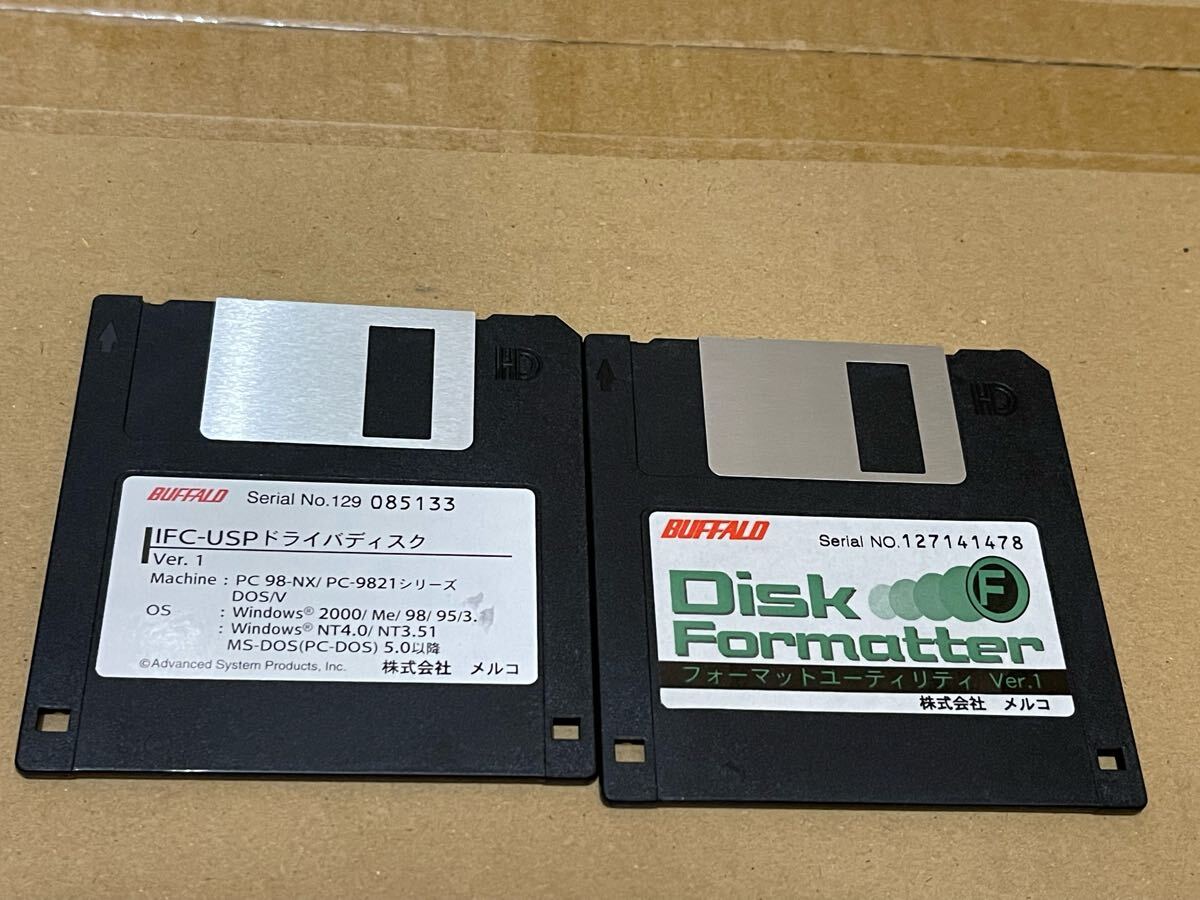 HD
BUFFALO Serial No.129 085133
IFC-USPドライバディスク
Ver. 1
Machine : PC 98-NX/ PC-9821シリーズ
DOS/V
OS : Windows® 2000/ Me/ 98/ 95/3.
: Windows® NT4.0/ NT3.51
MS-DOS(PC-DOS) 5.0以降
©Advanced System Products, Inc. 株式会社 メルコ
HD
BUFFALO Serial NO.127141478
Disk F
Formatter
フォーマットユーティリティ Ver.1
株式会社 メルコ